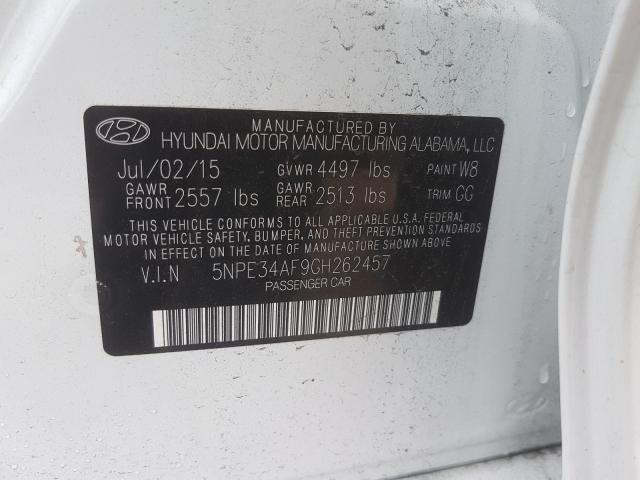 MANUFACTURED BY
HYUNDAI MOTOR MANUFACTURING ALABAMA, LLC
Jul/02/15 GVWR 4497 lbs PAINT W8
GAWR FRONT 2557 lbs GAWR REAR 2513 lbs TRIM GG
THIS VEHICLE CONFORMS TO ALL APPLICABLE U.S.A. FEDERAL
MOTOR VEHICLE SAFETY, BUMPER, AND THEFT PREVENTION STANDARDS
IN EFFECT ON THE DATE OF MANUFACTURE SHOWN ABOVE.
V.I.N 5NPE34AF9GH262457
PASSENGER CAR